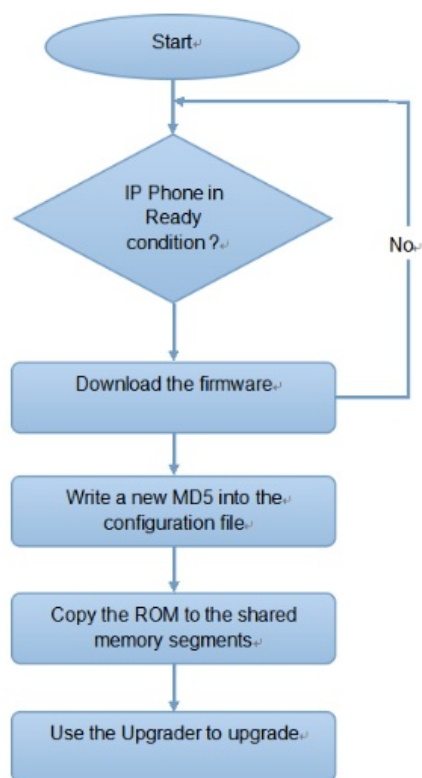 Start
IP Phone in
Ready
condition ?
No
Download the firmware
Write a new MD5 into the
configuration file
Copy the ROM to the shared
memory segments
Use the Upgrader to upgrade